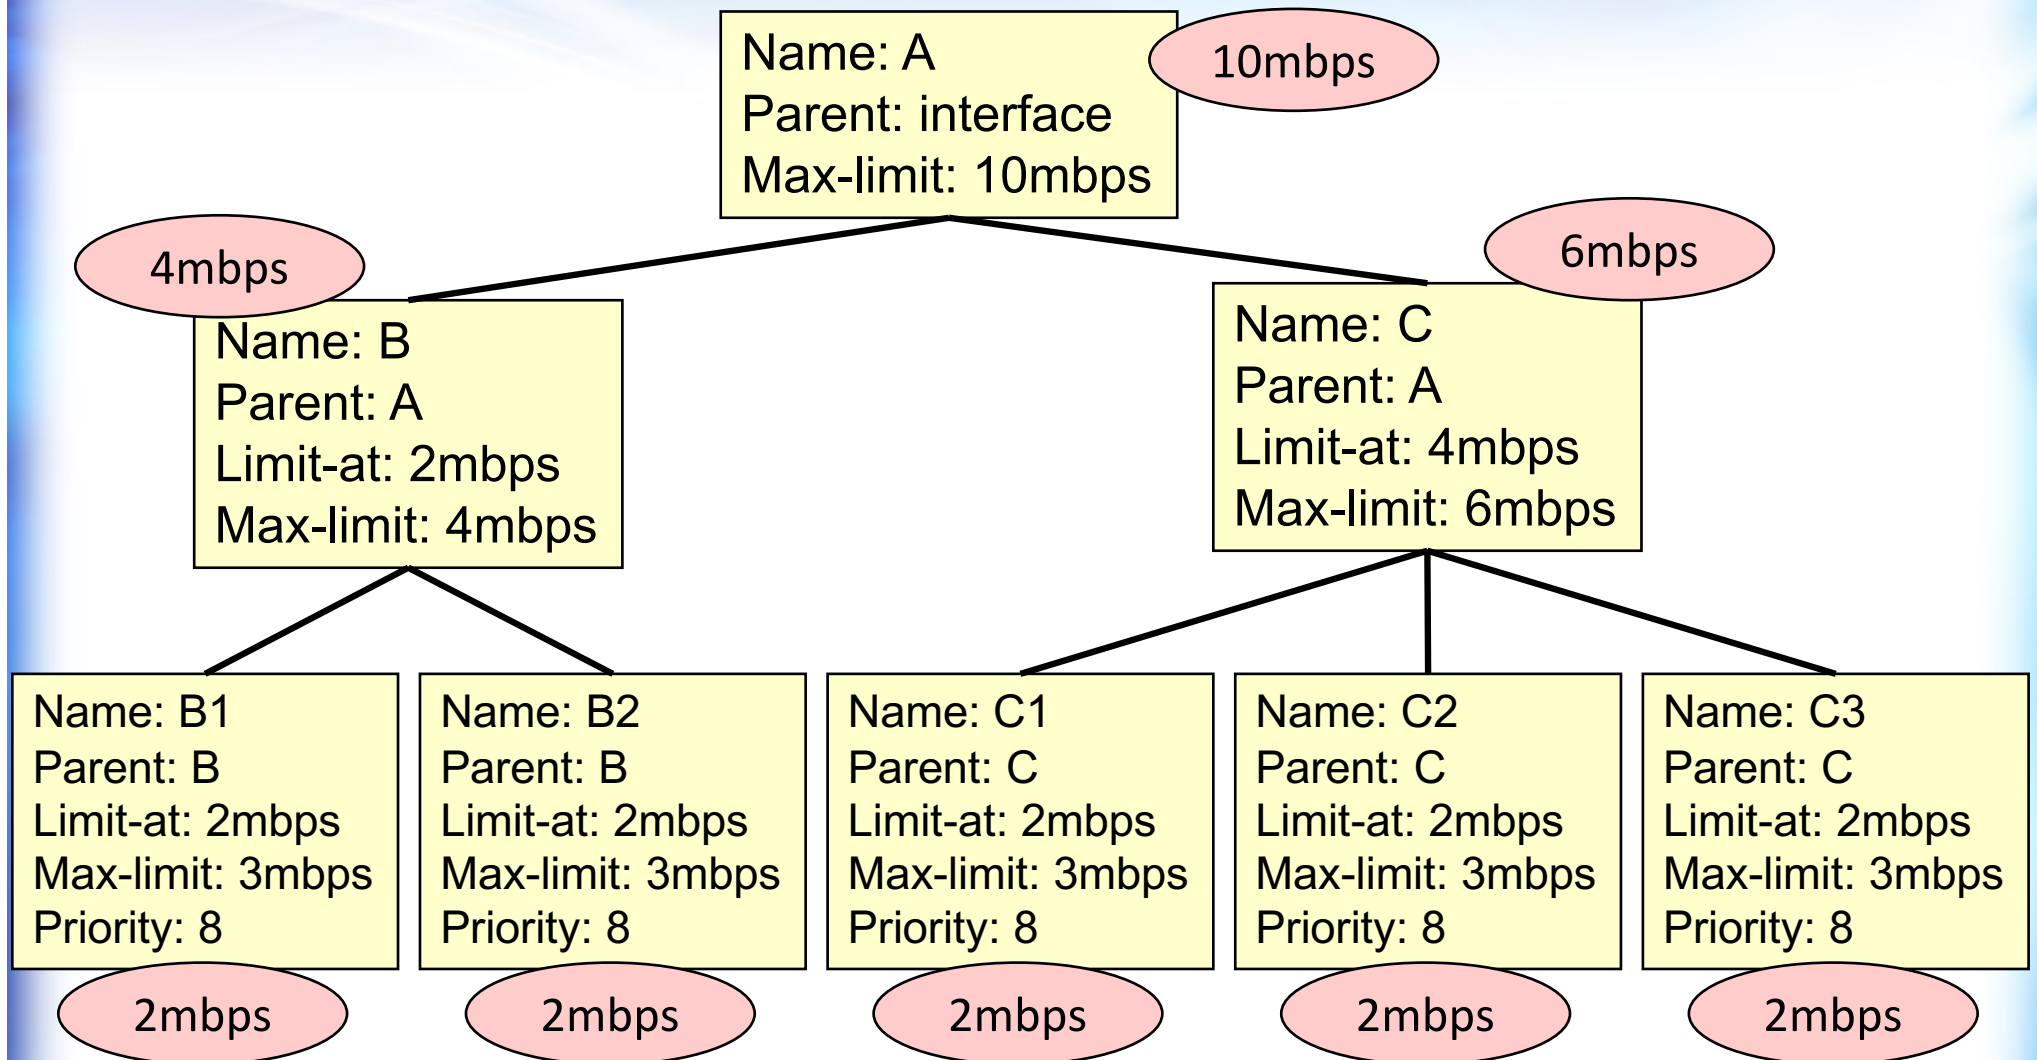 Name: A
Parent: interface
Max-limit: 10mbps
10mbps
4mbps
Name: B
Parent: A
Limit-at: 2mbps
Max-limit: 4mbps
6mbps
Name: C
Parent: A
Limit-at: 4mbps
Max-limit: 6mbps
Name: B1
Parent: B
Limit-at: 2mbps
Max-limit: 3mbps
Priority: 8
2mbps
Name: B2
Parent: B
Limit-at: 2mbps
Max-limit: 3mbps
Priority: 8
2mbps
Name: C1
Parent: C
Limit-at: 2mbps
Max-limit: 3mbps
Priority: 8
2mbps
Name: C2
Parent: C
Limit-at: 2mbps
Max-limit: 3mbps
Priority: 8
2mbps
Name: C3
Parent: C
Limit-at: 2mbps
Max-limit: 3mbps
Priority: 8
2mbps